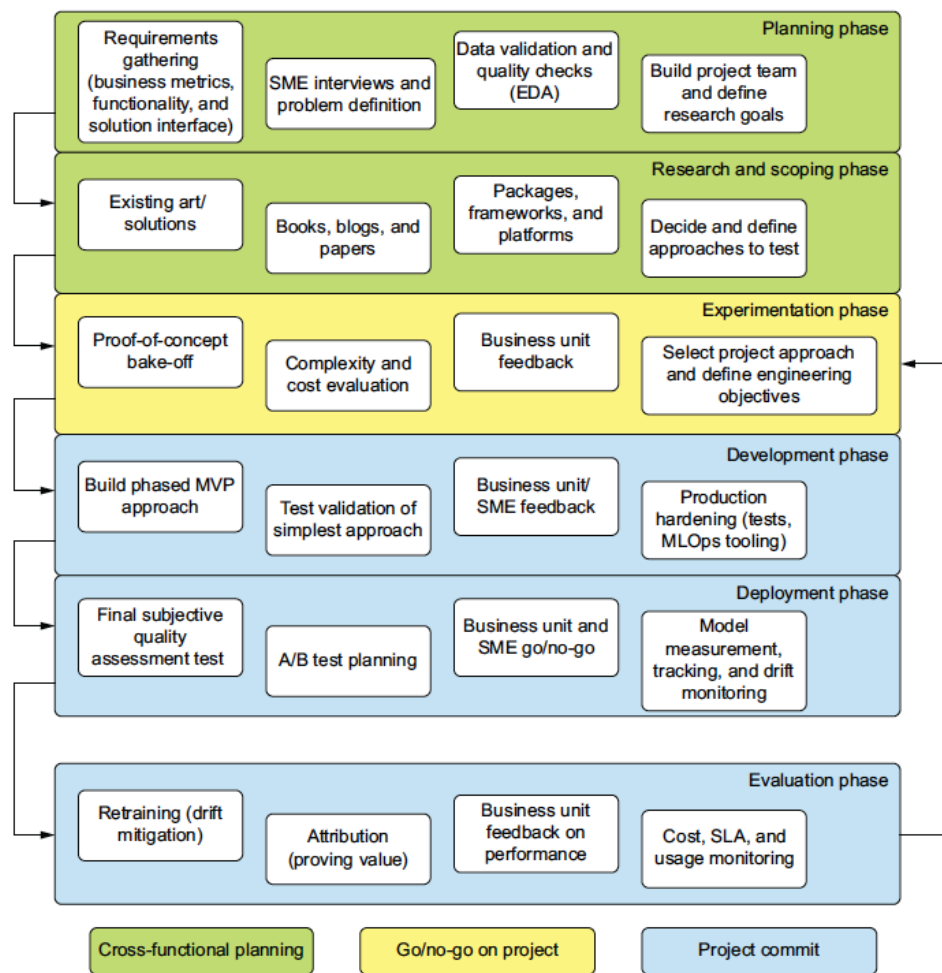 Planning phase
Requirements
gathering
(business metrics,
functionality, and
solution interface)
SME interviews and
problem definition
Data validation and
quality checks
(EDA)
Build project team
and define
research goals
Research and scoping phase
Existing art/
solutions
Books, blogs, and
papers
Packages,
frameworks, and
platforms
Decide and define
approaches to test
Experimentation phase
Proof-of-concept
bake-off
Complexity and
cost evaluation
Business unit
feedback
Select project approach
and define engineering
objectives
Development phase
Build phased MVP
approach
Test validation of
simplest approach
Business unit/
SME feedback
Production
hardening (tests,
MLOps tooling)
Deployment phase
Final subjective
quality
assessment test
A/B test planning
Business unit and
SME go/no-go
Model
measurement,
tracking, and drift
monitoring
Evaluation phase
Retraining (drift
mitigation)
Attribution
(proving value)
Business unit
feedback on
performance
Cost, SLA, and
usage monitoring
Cross-functional planning
Go/no-go on project
Project commit